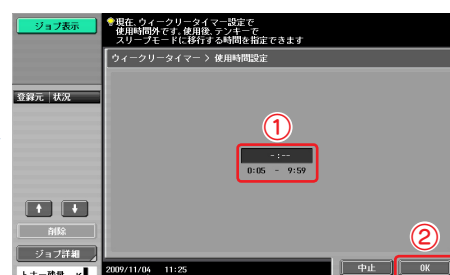 ジョブ表示
現在、ウィークリータイマー設定で
使用時間外です。使用後、テンキーで
スリープモードに移行する時間を指定できます
ウィークリータイマー > 使用時間設定
登録元 状況
①
-:--
0:05 - 9:59
↑ ↓
削除
②
ジョブ詳細
トナー残量 K
2009/11/04 11:25
中止 OK